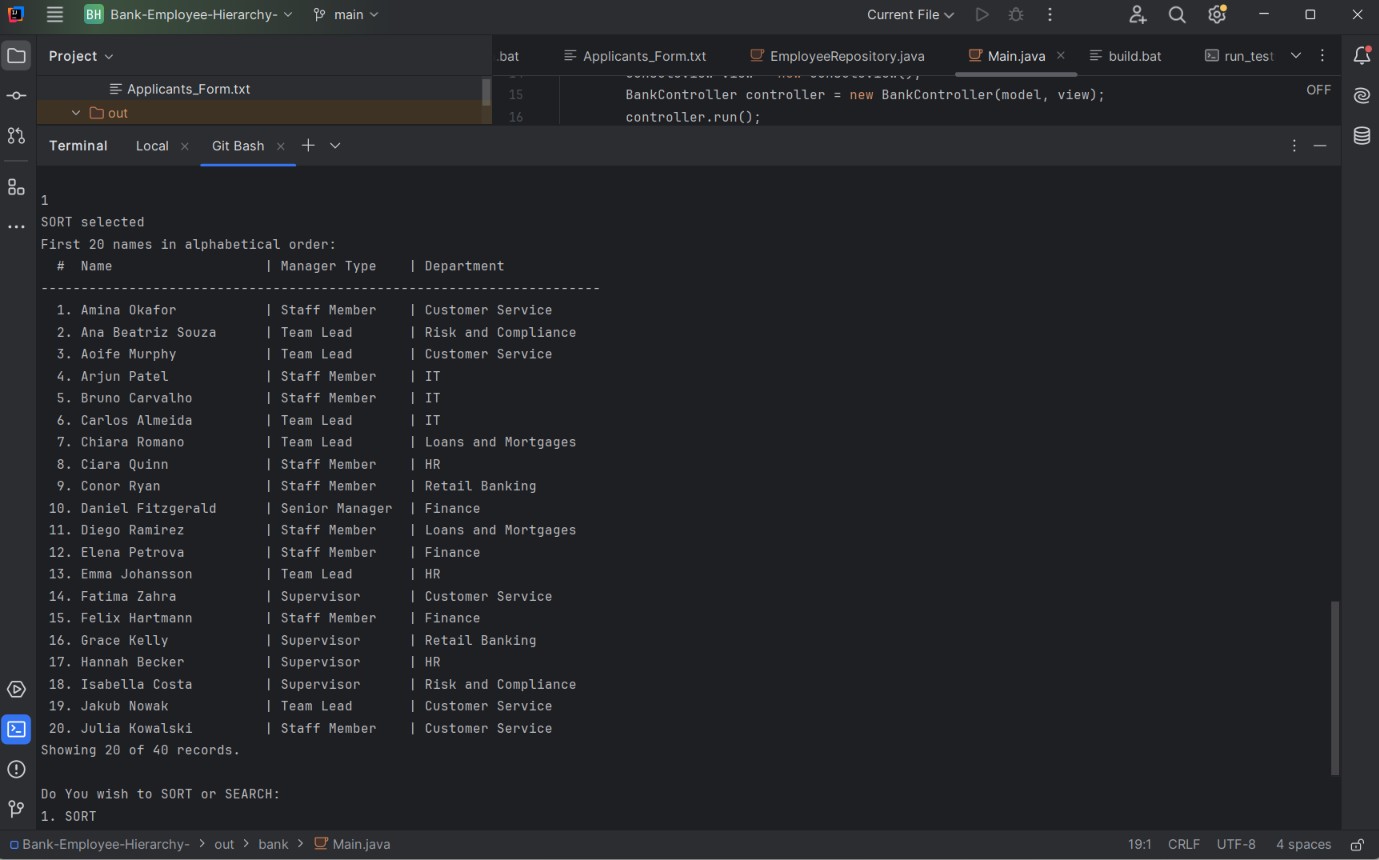 BH Bank-Employee-Hierarchy- main Current File
Project
.bat Applicants_Form.txt EmployeeRepository.java Main.java build.bat run_test
Applicants_Form.txt
out
15 BankController controller = new BankController(model, view);
OFF
16 controller.run();
Terminal Local Git Bash
1
SORT selected
First 20 names in alphabetical order:
# Name | Manager Type | Department
----------------------------------------------------------------------
1. Amina Okafor | Staff Member | Customer Service
2. Ana Beatriz Souza | Team Lead | Risk and Compliance
3. Aoife Murphy | Team Lead | Customer Service
4. Arjun Patel | Staff Member | IT
5. Bruno Carvalho | Staff Member | IT
6. Carlos Almeida | Team Lead | IT
7. Chiara Romano | Team Lead | Loans and Mortgages
8. Ciara Quinn | Staff Member | HR
9. Conor Ryan | Staff Member | Retail Banking
10. Daniel Fitzgerald | Senior Manager | Finance
11. Diego Ramirez | Staff Member | Loans and Mortgages
12. Elena Petrova | Staff Member | Finance
13. Emma Johansson | Team Lead | HR
14. Fatima Zahra | Supervisor | Customer Service
15. Felix Hartmann | Staff Member | Finance
16. Grace Kelly | Supervisor | Retail Banking
17. Hannah Becker | Supervisor | HR
18. Isabella Costa | Supervisor | Risk and Compliance
19. Jakub Nowak | Team Lead | Customer Service
20. Julia Kowalski | Staff Member | Customer Service
Showing 20 of 40 records.
Do You wish to SORT or SEARCH:
1. SORT
Bank-Employee-Hierarchy- > out > bank > Main.java 19:1 CRLF UTF-8 4 spaces